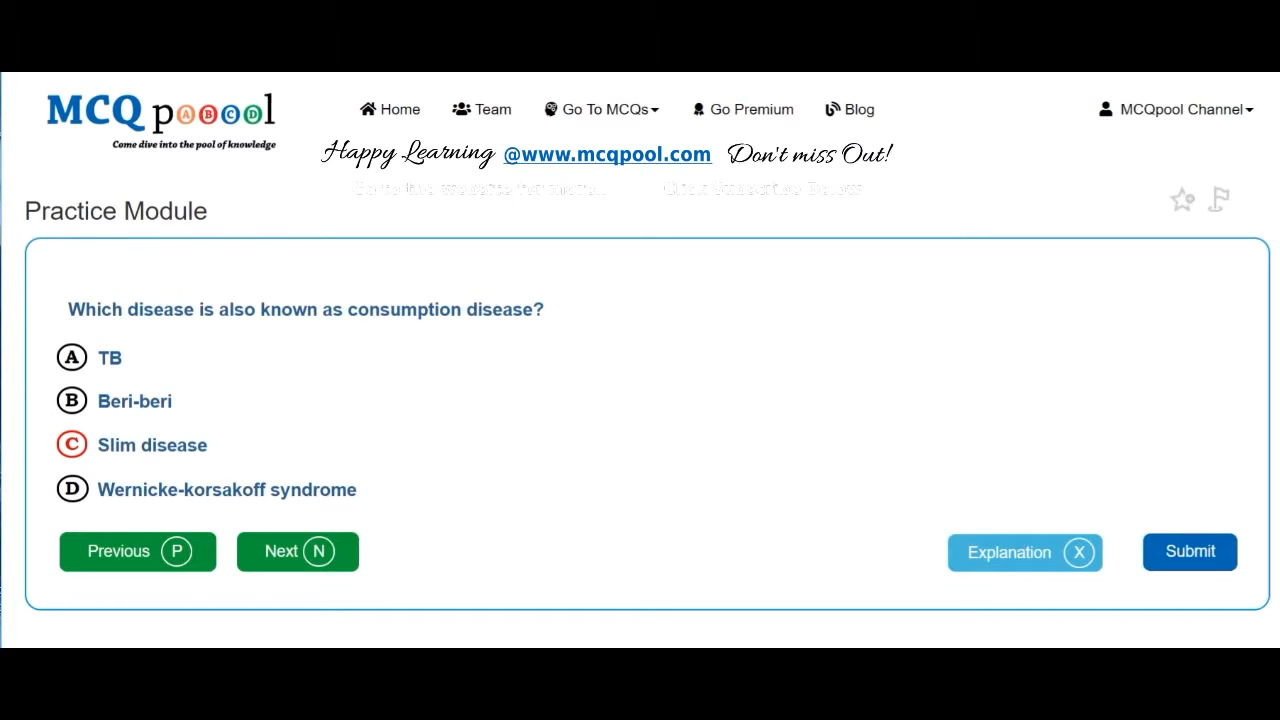 MCQ pABCDl
Come dive into the pool of knowledge
Home Team Go To MCQs Go Premium Blog MCQpool Channel
Happy Learning @www.mcqpool.com Don't miss Out!
Practice Module
Which disease is also known as consumption disease?
A TB
B Beri-beri
C Slim disease
D Wernicke-korsakoff syndrome
Previous P Next N Explanation X Submit